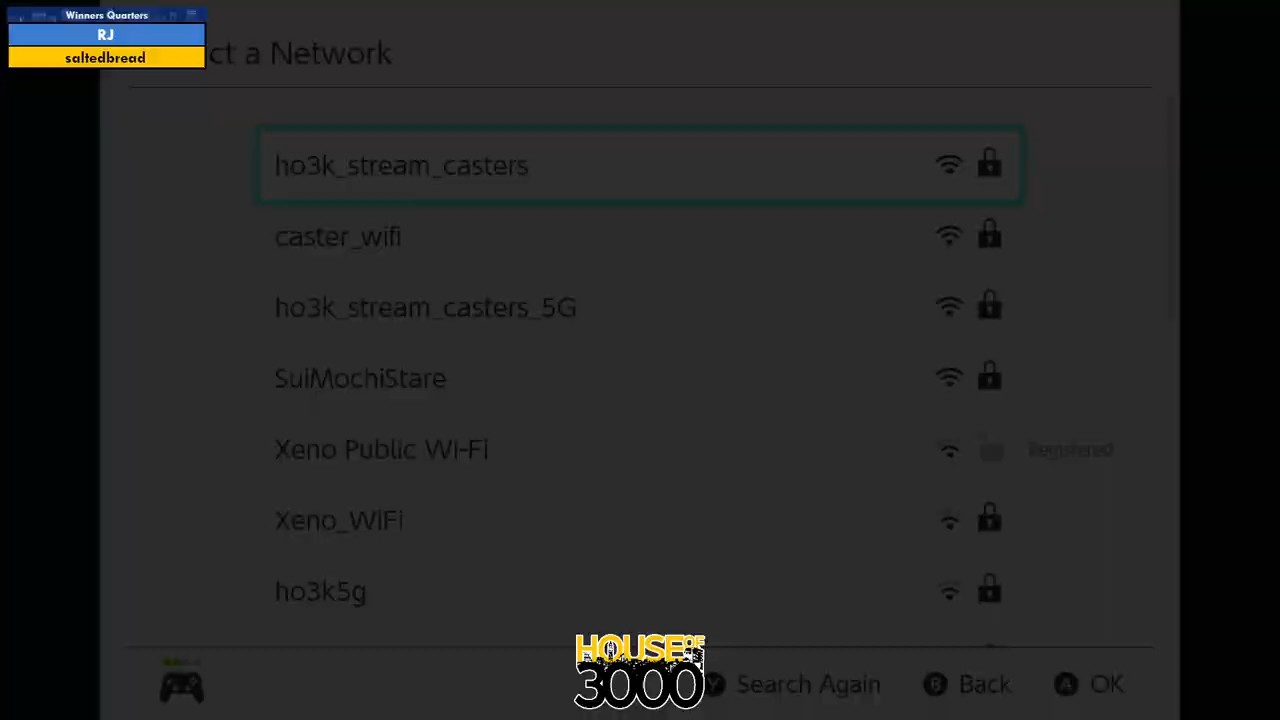 Winners Quarters
RJ
saltedbread
ct a Network
ho3k_stream_casters
caster_wifi
ho3k_stream_casters_5G
SuiMochiStare
Xeno Public Wi-Fi Registered
Xeno_WiFi
ho3k5g
HOUSE OF
3000
Y Search Again B Back A OK